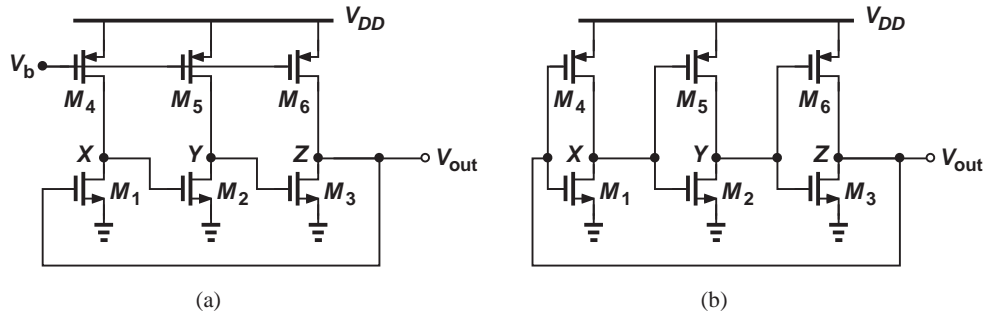 V_DD
V_b
M_4
M_5
M_6
X
Y
Z
V_out
M_1
M_2
M_3
(a)
V_DD
M_4
M_5
M_6
X
Y
Z
V_out
M_1
M_2
M_3
(b)